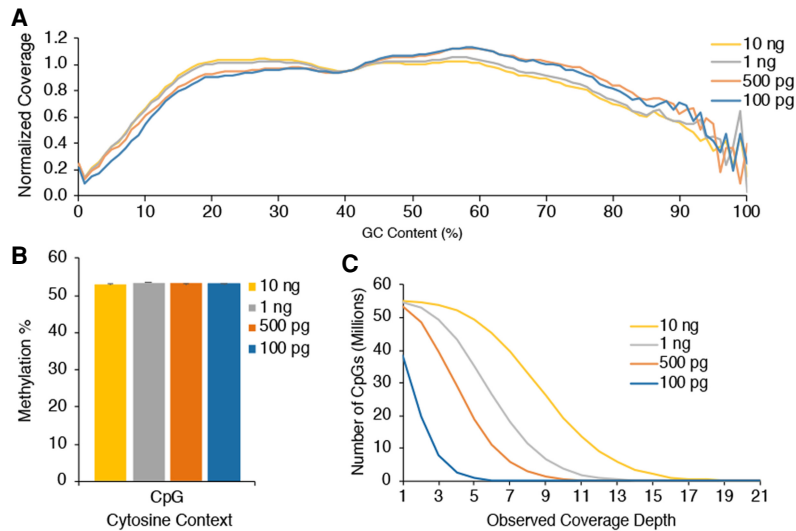 A
Normalized Coverage
1.2
1.0
0.8
0.6
0.4
0.2
0.0
0 10 20 30 40 50 60 70 80 90 100
GC Content (%)
10 ng
1 ng
500 pg
100 pg
B
Methylation %
60
50
40
30
20
10
0
CpG
Cytosine Context
10 ng
1 ng
500 pg
100 pg
C
Number of CpGs (Millions)
60
50
40
30
20
10
0
1 3 5 7 9 11 13 15 17 19 21
Observed Coverage Depth
10 ng
1 ng
500 pg
100 pg